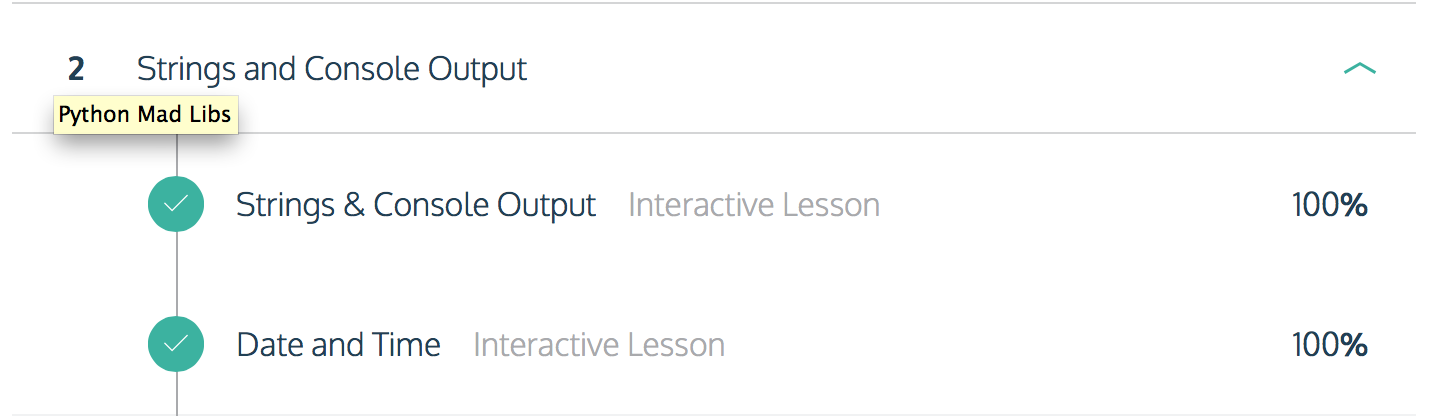 2 Strings and Console Output
Python Mad Libs
Strings & Console Output Interactive Lesson 100%
Date and Time Interactive Lesson 100%